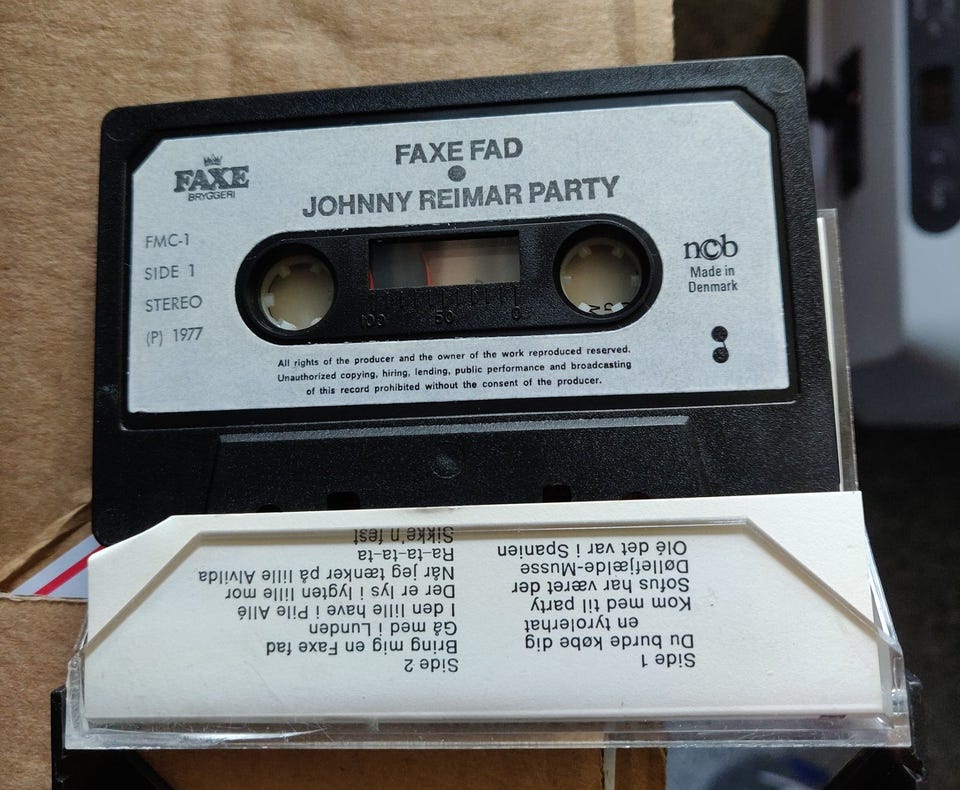 FAXE FAD
JOHNNY REIMAR PARTY
FAXE
BRYGGERI
FMC-1
SIDE 1
STEREO
(P) 1977
ncb
Made in
Denmark
100 50 0
All rights of the producer and the owner of the work reproduced reserved.
Unauthorized copying, hiring, lending, public performance and broadcasting
of this record prohibited without the consent of the producer.
Side 1
Du burde købe dig
en tyrolerhat
Kom med til party
Sofus har været der
Døllefjælde-Musse
Olé det var i Spanien
Side 2
Bring mig en Faxe fad
Gå med i Lunden
I den lille have i Pile Allé
Der er lys i lygten lille mor
Når jeg tænker på lille Alvilda
Ra-ta-ta-ta
Sikke'n fest